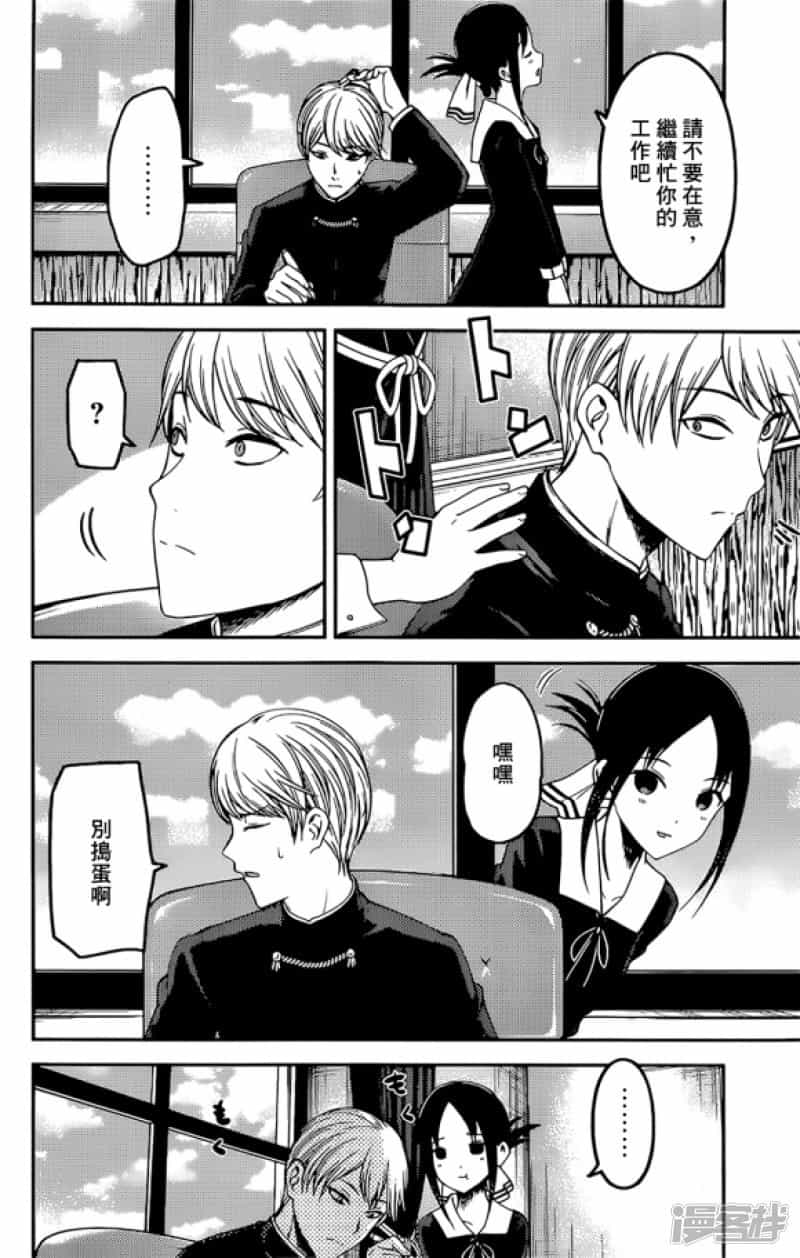 請不要在意，
繼續忙你的
工作吧
………
トントン
？
嘿嘿
別搗蛋啊
………
もく
もく
漫客栈